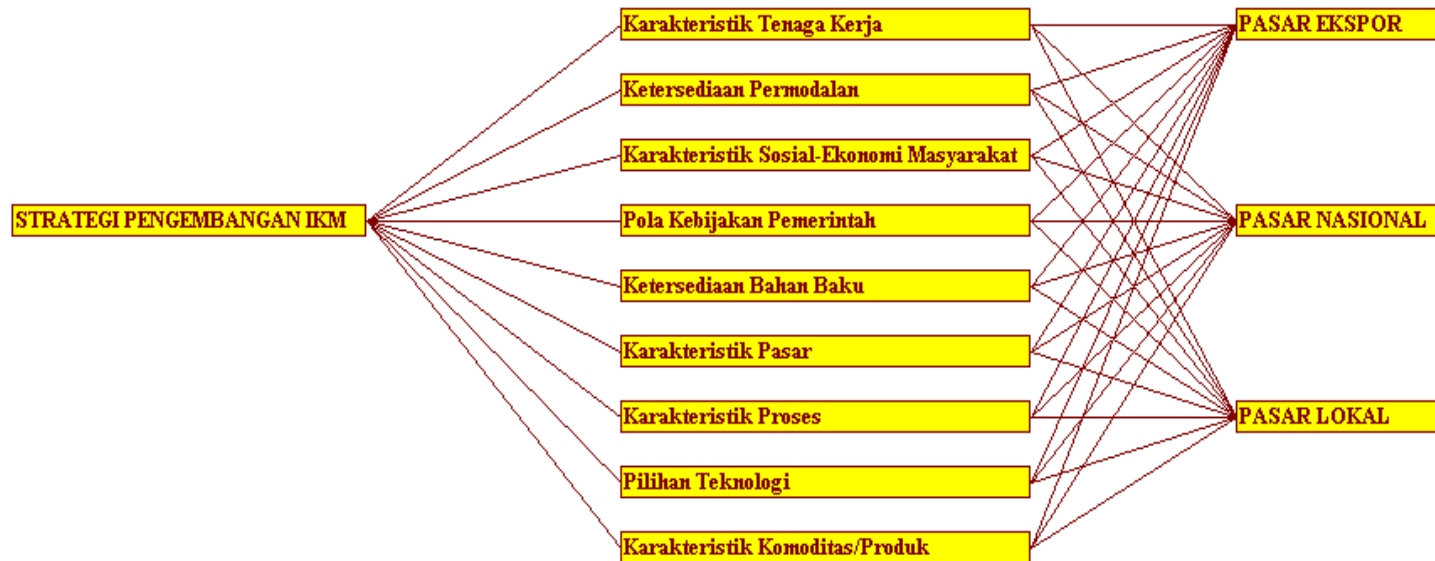 Karakteristik Tenaga Kerja
PASAR EKSPOR
Ketersediaan Permodalan
Karakteristik Sosial-Ekonomi Masyarakat
STRATEGI PENGEMBANGAN IKM
Pola Kebijakan Pemerintah
PASAR NASIONAL
Ketersediaan Bahan Baku
Karakteristik Pasar
Karakteristik Proses
PASAR LOKAL
Pilihan Teknologi
Karakteristik Komoditas/Produk